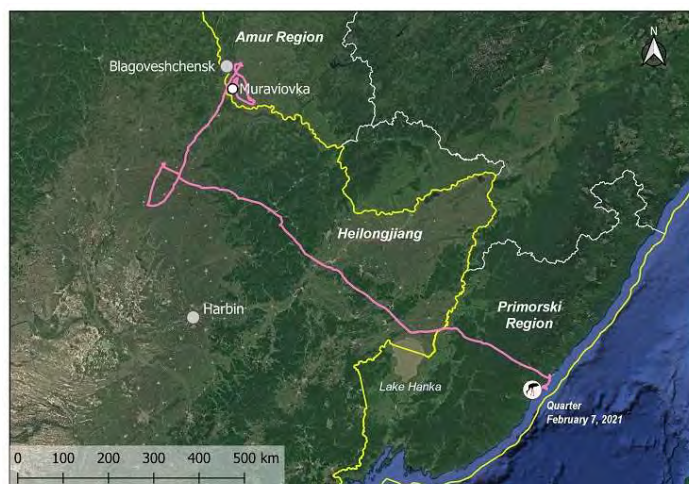 Amur Region
N
Blagoveshchensk
Muraviovka
Heilongjiang
Harbin
Primorski
Region
Lake Hanka
Quarter
February 7, 2021
0 100 200 300 400 500 km